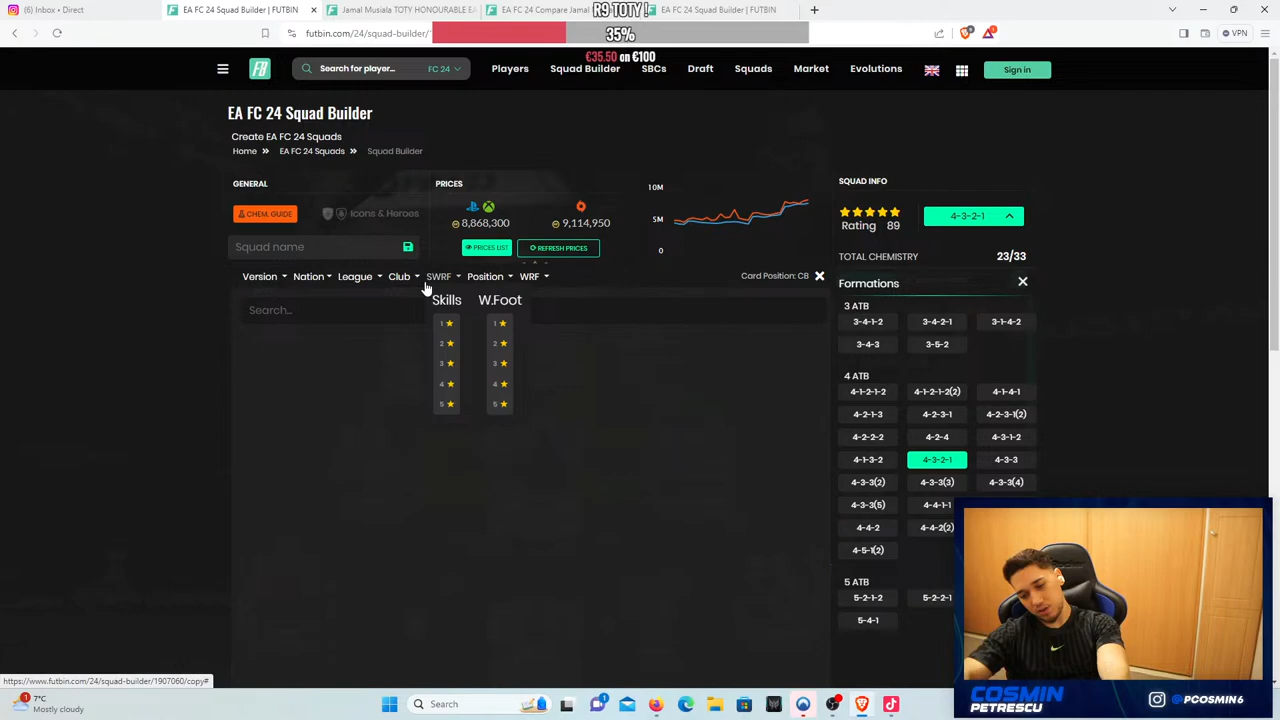 (6) Inbox • Direct
EA FC 24 Squad Builder | FUTBIN
Jamal Musiala TOTY HONOURABLE EA
EA FC 24 Compare Jamal
EA FC 24 Squad Builder | FUTBIN
R9 TOTY !
35%
€35.50 on €100
futbin.com/24/squad-builder/
VPN
Search for player...
FC 24
Players
Squad Builder
SBCs
Draft
Squads
Market
Evolutions
Sign in
EA FC 24 Squad Builder
Create EA FC 24 Squads
Home
EA FC 24 Squads
Squad Builder
GENERAL
PRICES
CHEM. GUIDE
Icons & Heroes
8,868,300
9,114,950
Squad name
PRICES LIST
REFRESH PRICES
10M
5M
0
SQUAD INFO
Rating 89
4-3-2-1
TOTAL CHEMISTRY
23/33
Version
Nation
League
Club
SWRF
Position
WRF
Card Position: CB
Search...
Skills
W.Foot
1
1
2
2
3
3
4
4
5
5
Formations
3 ATB
3-4-1-2
3-4-2-1
3-1-4-2
3-4-3
3-5-2
4 ATB
4-1-2-1-2
4-1-2-1-2(2)
4-1-4-1
4-2-1-3
4-2-3-1
4-2-3-1(2)
4-2-2-2
4-2-4
4-3-1-2
4-1-3-2
4-3-2-1
4-3-3
4-3-3(2)
4-3-3(3)
4-3-3(4)
4-3-3(5)
4-4-1-1
4-4-2
4-4-2(2)
4-5-1(2)
5 ATB
5-2-1-2
5-2-2-1
5-4-1
https://www.futbin.com/24/squad-builder/1907060/copy#
7°C
Mostly cloudy
Search
COSMIN
PETRESCU
@PCOSMIN6